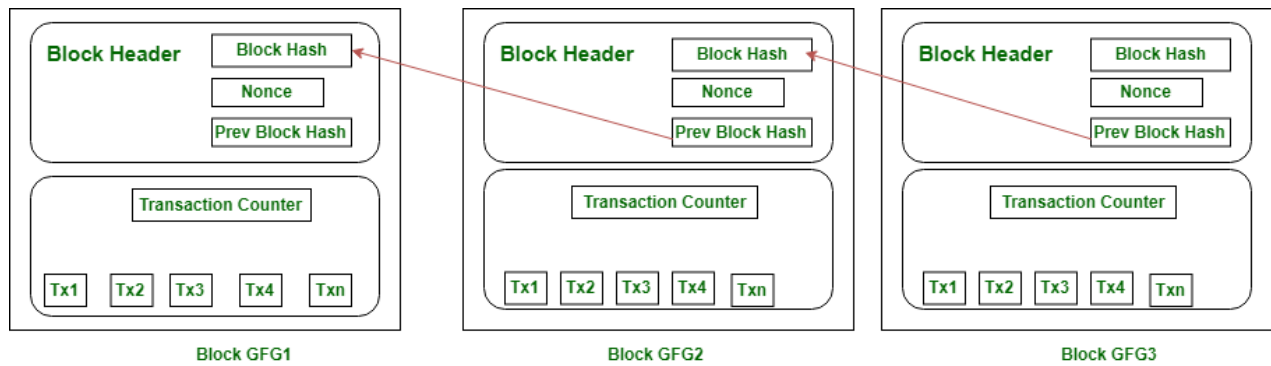 Block Header
Block Hash
Nonce
Prev Block Hash
Transaction Counter
Tx1 Tx2 Tx3 Tx4 Txn
Block GFG1
Block Header
Block Hash
Nonce
Prev Block Hash
Transaction Counter
Tx1 Tx2 Tx3 Tx4 Txn
Block GFG2
Block Header
Block Hash
Nonce
Prev Block Hash
Transaction Counter
Tx1 Tx2 Tx3 Tx4 Txn
Block GFG3